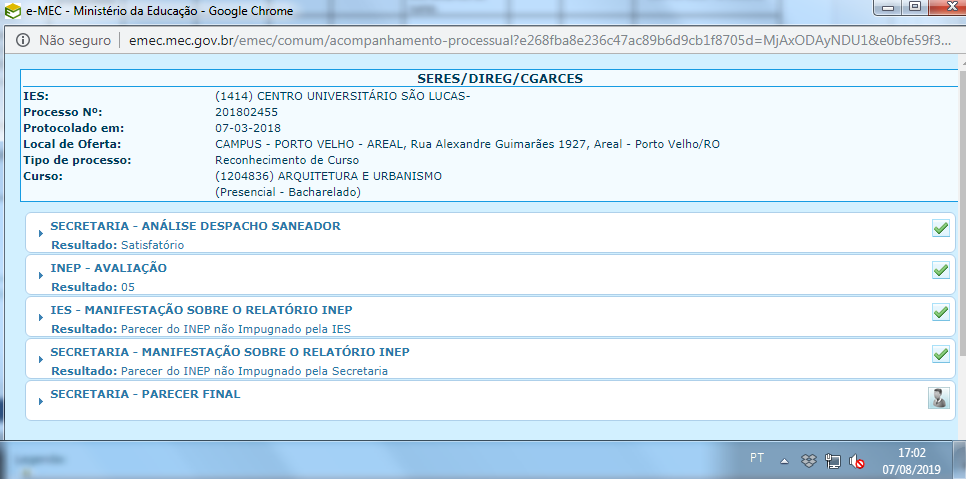 e-MEC - Ministério da Educação - Google Chrome
Não seguro | emec.mec.gov.br/emec/comum/acompanhamento-processual?e268fba8e236c47ac89b6d9cb1f8705d=MjAxODAyNDU1&e0bfe59f3...
SERES/DIREG/CGARCES
IES: (1414) CENTRO UNIVERSITÁRIO SÃO LUCAS-
Processo Nº: 201802455
Protocolado em: 07-03-2018
Local de Oferta: CAMPUS - PORTO VELHO - AREAL, Rua Alexandre Guimarães 1927, Areal - Porto Velho/RO
Tipo de processo: Reconhecimento de Curso
Curso: (1204836) ARQUITETURA E URBANISMO
(Presencial - Bacharelado)
SECRETARIA - ANÁLISE DESPACHO SANEADOR
Resultado: Satisfatório
INEP - AVALIAÇÃO
Resultado: 05
IES - MANIFESTAÇÃO SOBRE O RELATÓRIO INEP
Resultado: Parecer do INEP não Impugnado pela IES
SECRETARIA - MANIFESTAÇÃO SOBRE O RELATÓRIO INEP
Resultado: Parecer do INEP não Impugnado pela Secretaria
SECRETARIA - PARECER FINAL
PT
17:02
07/08/2019